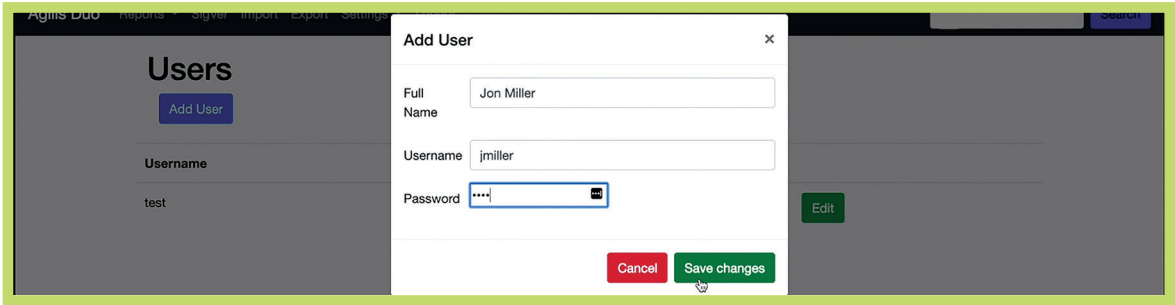 Agilis Duo Reports SigVer Import Export Settings
Search
Add User ×
Users
Add User
Full Name
Jon Miller
Username
Username
jmiller
test
Password
••••
Edit
Cancel
Save changes